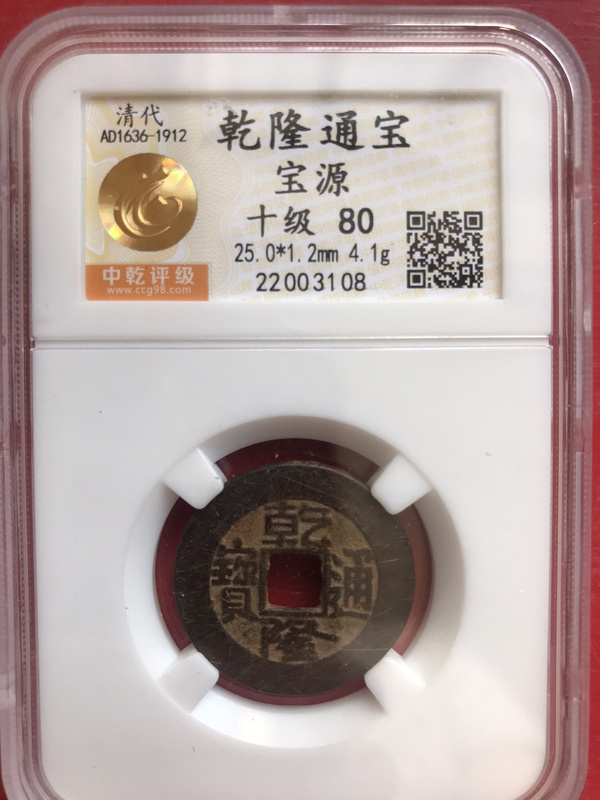 清代
AD1636-1912
乾隆通宝
宝源
十级 80
25.0*1.2mm 4.1g
22003108
中乾评级
www.ccg98.com
乾
寶 通
隆